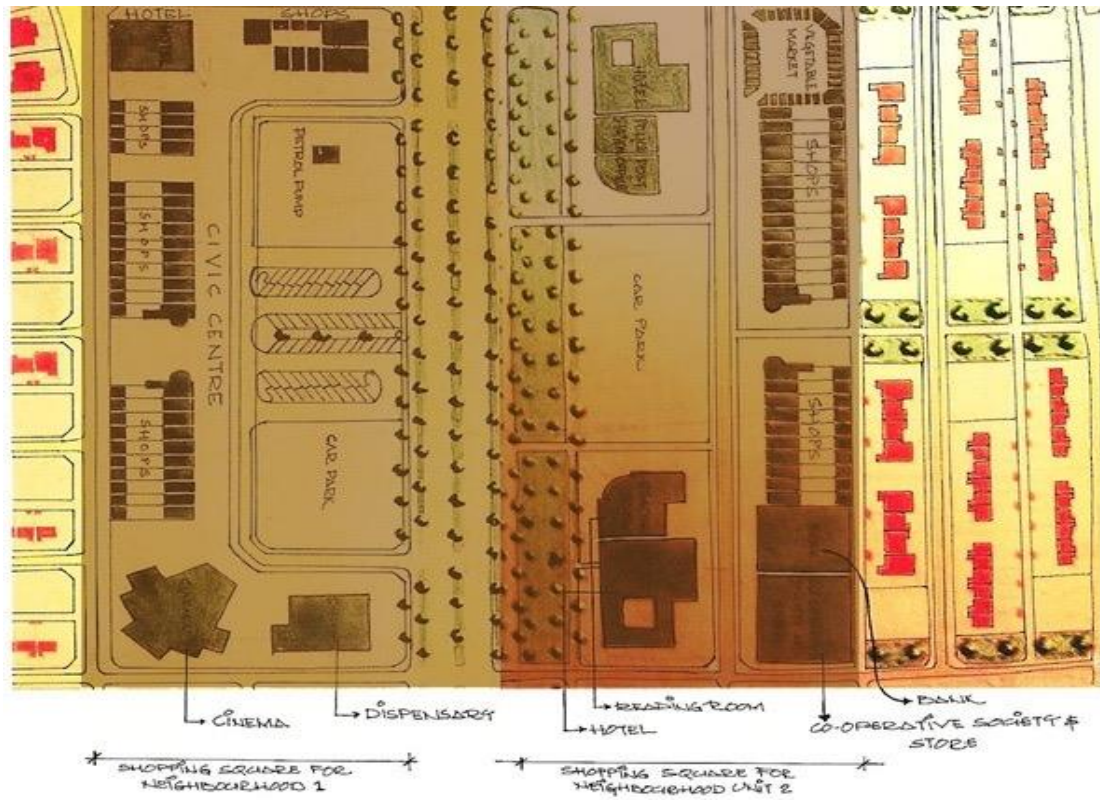 HOTEL
SHOPS
SHOPS
PETROL PUMP
SHOPS
CIVIC CENTRE
SHOPS
CAR PARK
HOTEL
POST
VEGETABLE
MARKET
SHOPS
CAR PARK
SHOPS
CINEMA
DISPENSARY
READING ROOM
HOTEL
BANK
CO-OPERATIVE SOCIETY &
STORE
SHOPPING SQUARE FOR
NEIGHBOURHOOD 1
SHOPPING SQUARE FOR
NEIGHBOURHOOD UNIT 2